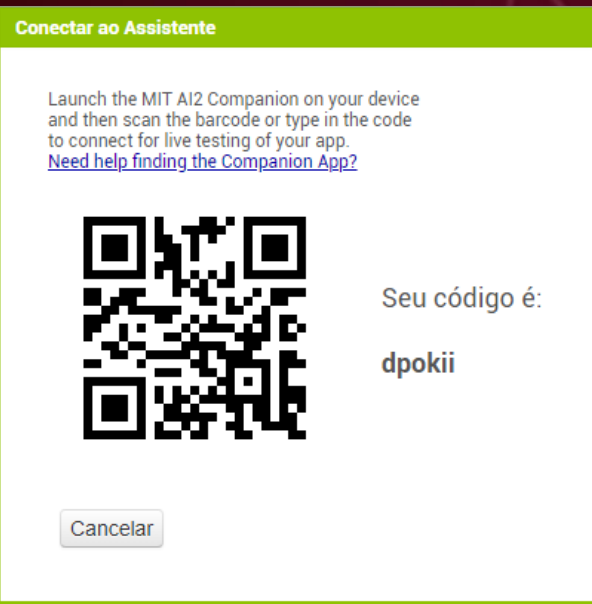 Conectar ao Assistente
Launch the MIT AI2 Companion on your device
and then scan the barcode or type in the code
to connect for live testing of your app.
Need help finding the Companion App?
Seu código é:
dpokii
Cancelar